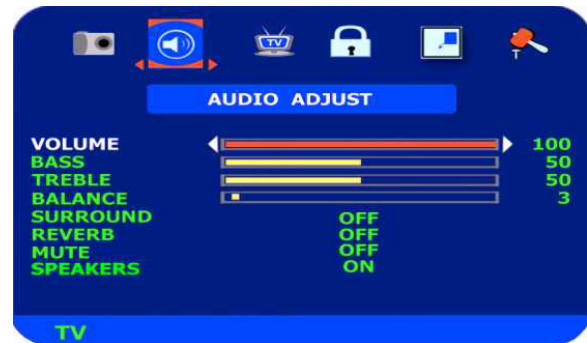 TV
AUDIO ADJUST
VOLUME 100
BASS 50
TREBLE 50
BALANCE 3
SURROUND OFF
REVERB OFF
MUTE OFF
SPEAKERS ON
TV